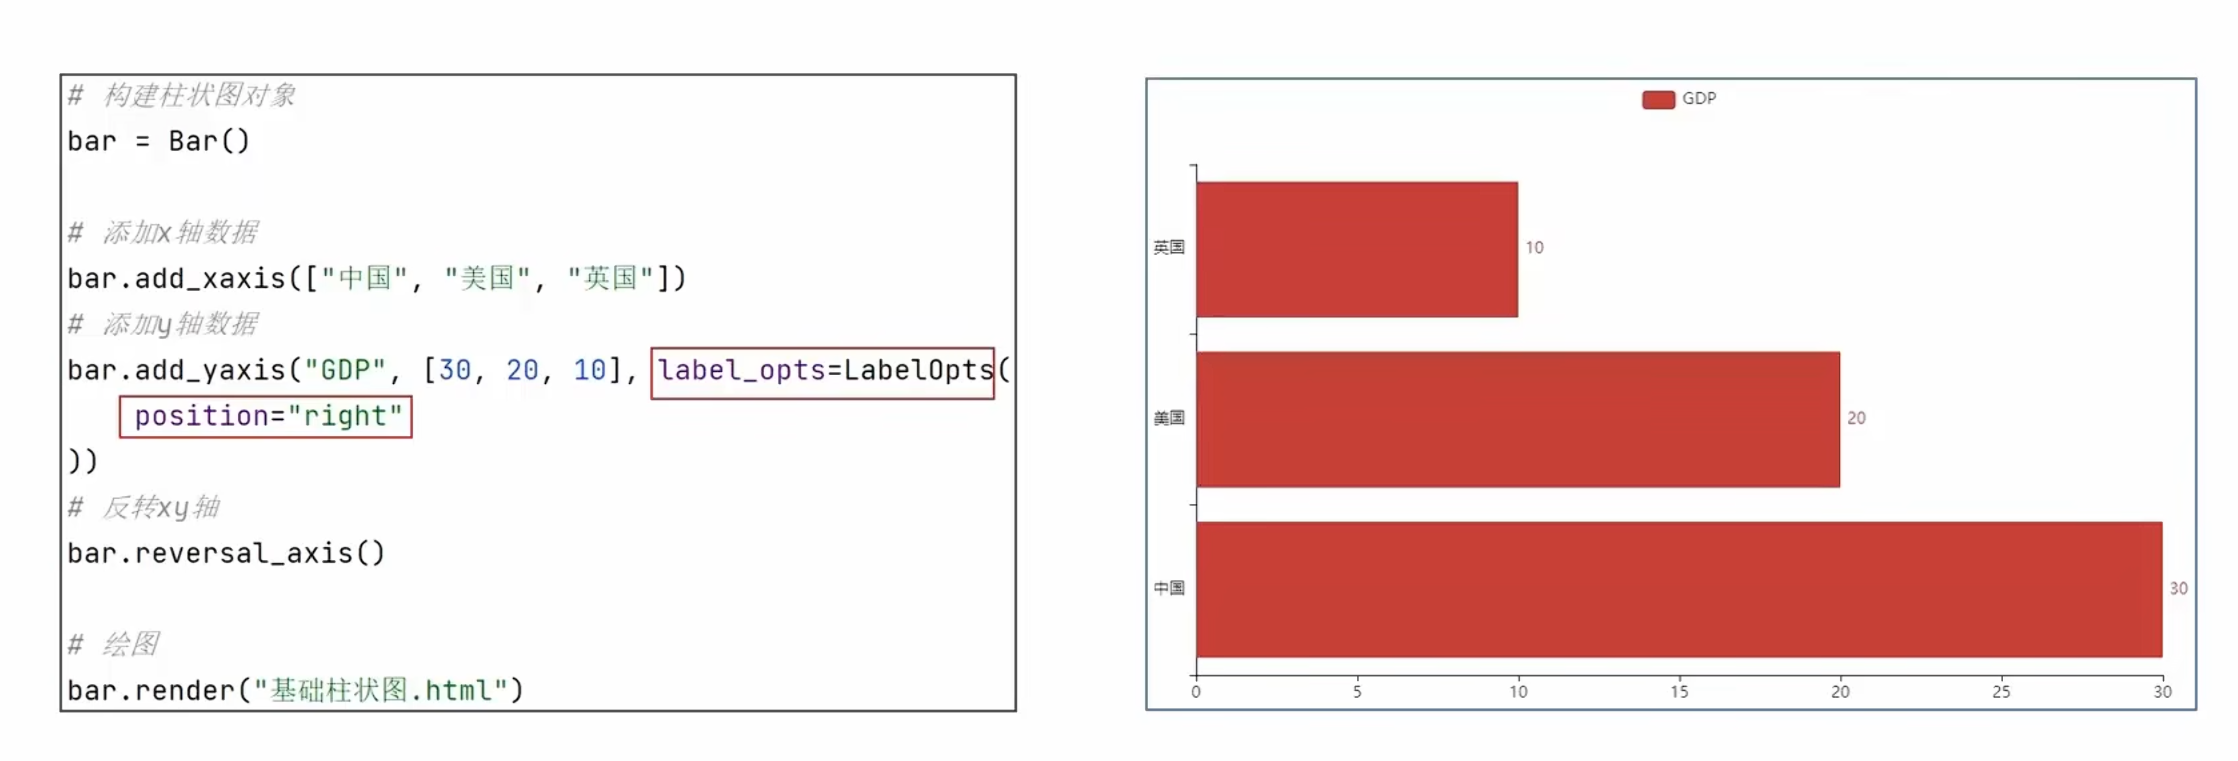 # 构建柱状图对象
bar = Bar()
# 添加x轴数据
bar.add_xaxis(["中国", "美国", "英国"])
# 添加y轴数据
bar.add_yaxis("GDP", [30, 20, 10], label_opts=LabelOpts(
position="right"
))
# 反转xy轴
bar.reversal_axis()
# 绘图
bar.render("基础柱状图.html")
GDP
英国
10
美国
20
中国
30
0 5 10 15 20 25 30